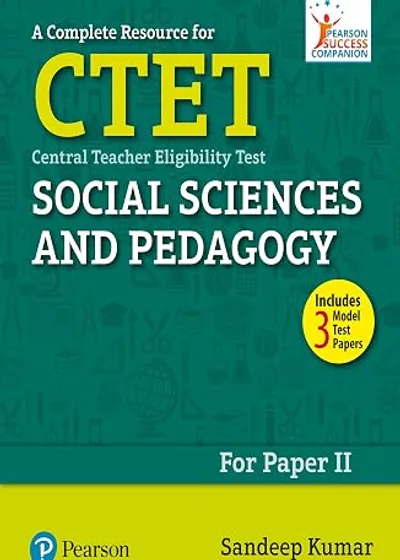 A Complete Resource for
PEARSON
SUCCESS
COMPANION
CTET
Central Teacher Eligibility Test
SOCIAL SCIENCES
AND PEDAGOGY
Includes
3 Model
Test
Papers
For Paper II
Pearson
Sandeep Kumar